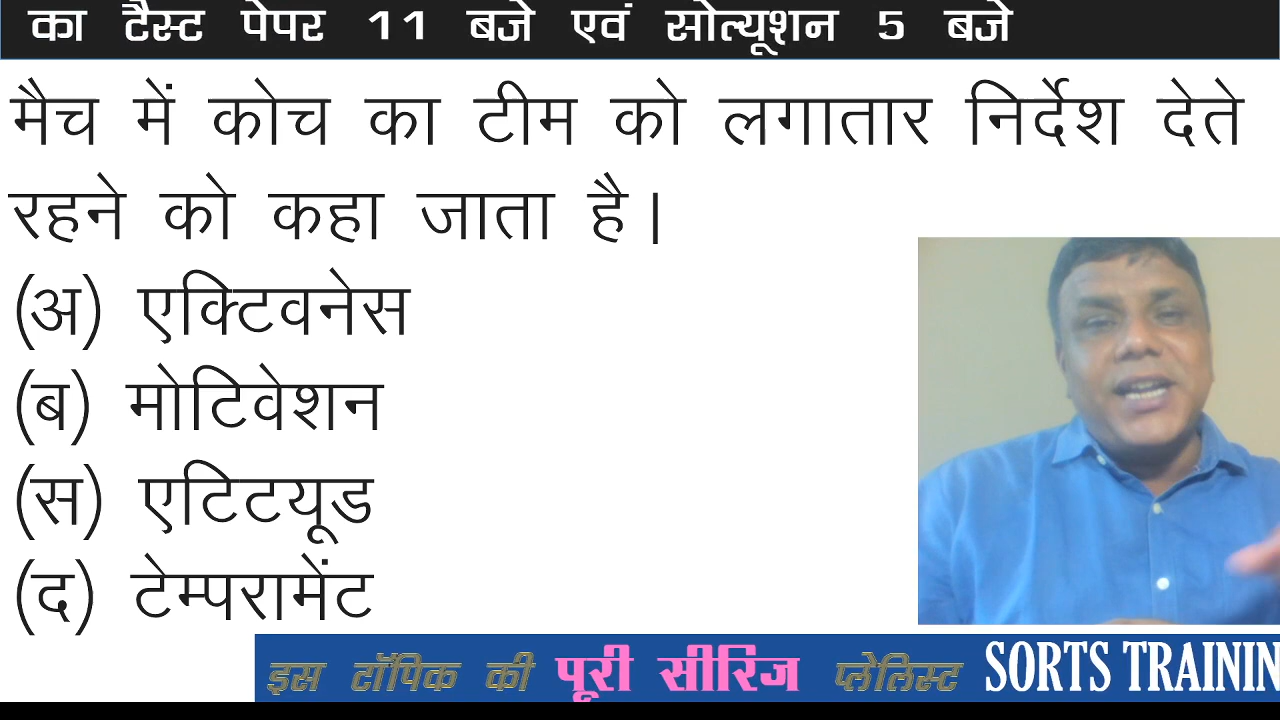 का टैस्ट पेपर 11 बजे एवं सोल्यूशन 5 बजे
मैच में कोच का टीम को लगातार निर्देश देते
रहने को कहा जाता है।
(अ) एक्टिवनेस
(ब) मोटिवेशन
(स) एटिटयूड
(द) टेम्परामेंट
इस टॉपिक की पूरी सीरिज प्लेलिस्ट SORTS TRAININ